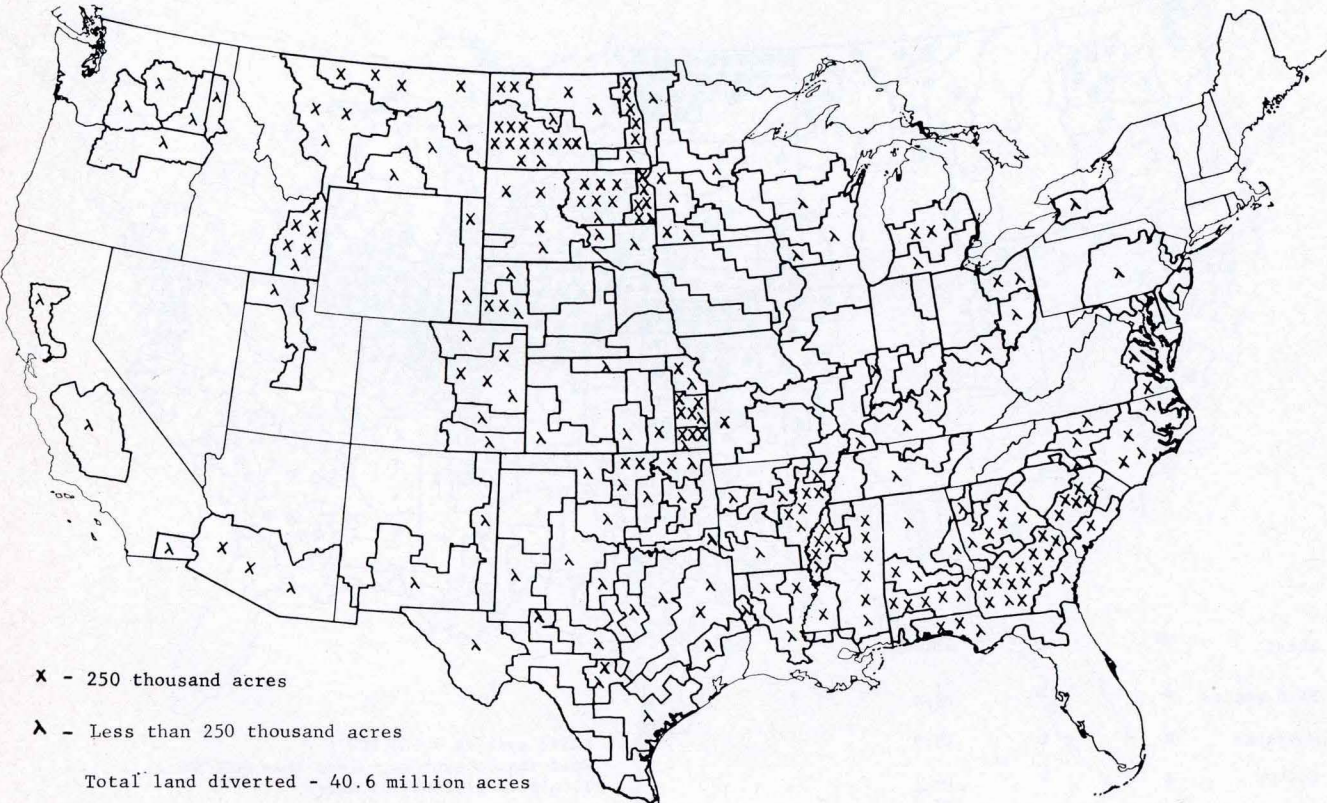 X - 250 thousand acres
λ - Less than 250 thousand acres
Total land diverted - 40.6 million acres